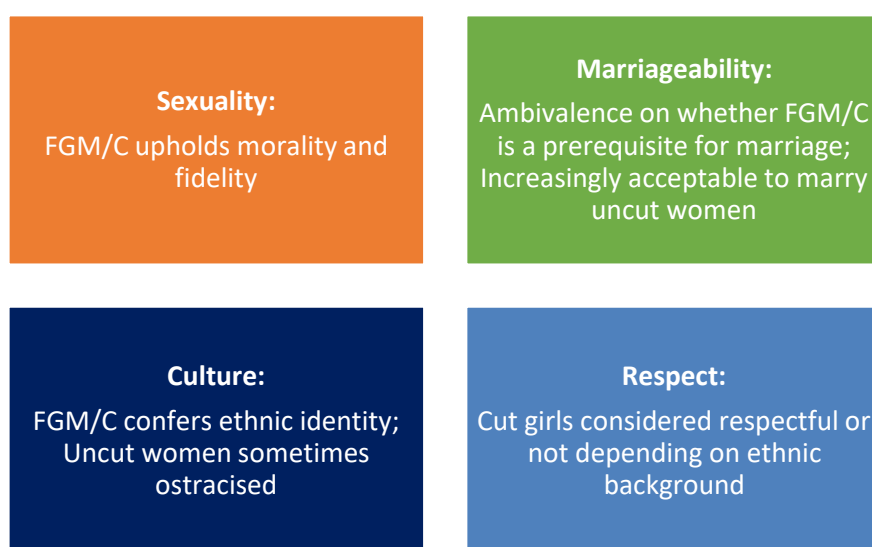 Sexuality:
FGM/C upholds morality and
fidelity
Marriageability:
Ambivalence on whether FGM/C
is a prerequisite for marriage;
Increasingly acceptable to marry
uncut women
Culture:
FGM/C confers ethnic identity;
Uncut women sometimes
ostracised
Respect:
Cut girls considered respectful or
not depending on ethnic
background